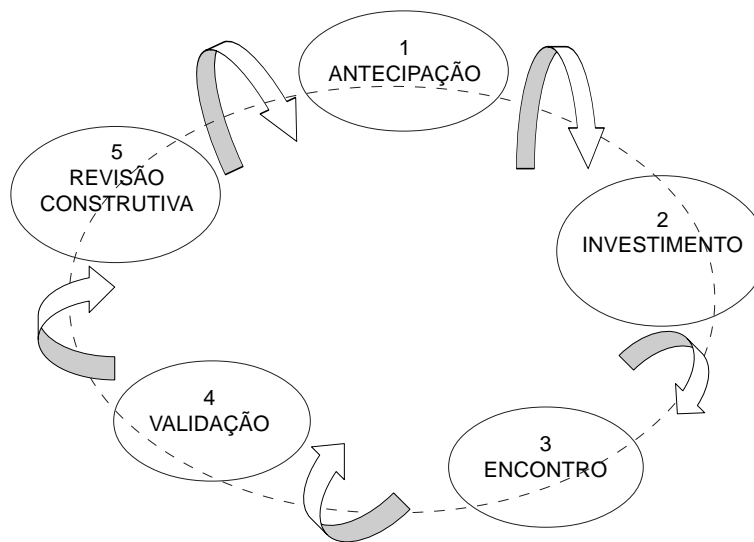 1
ANTECIPAÇÃO
2
INVESTIMENTO
3
ENCONTRO
4
VALIDAÇÃO
5
REVISÃO
CONSTRUTIVA